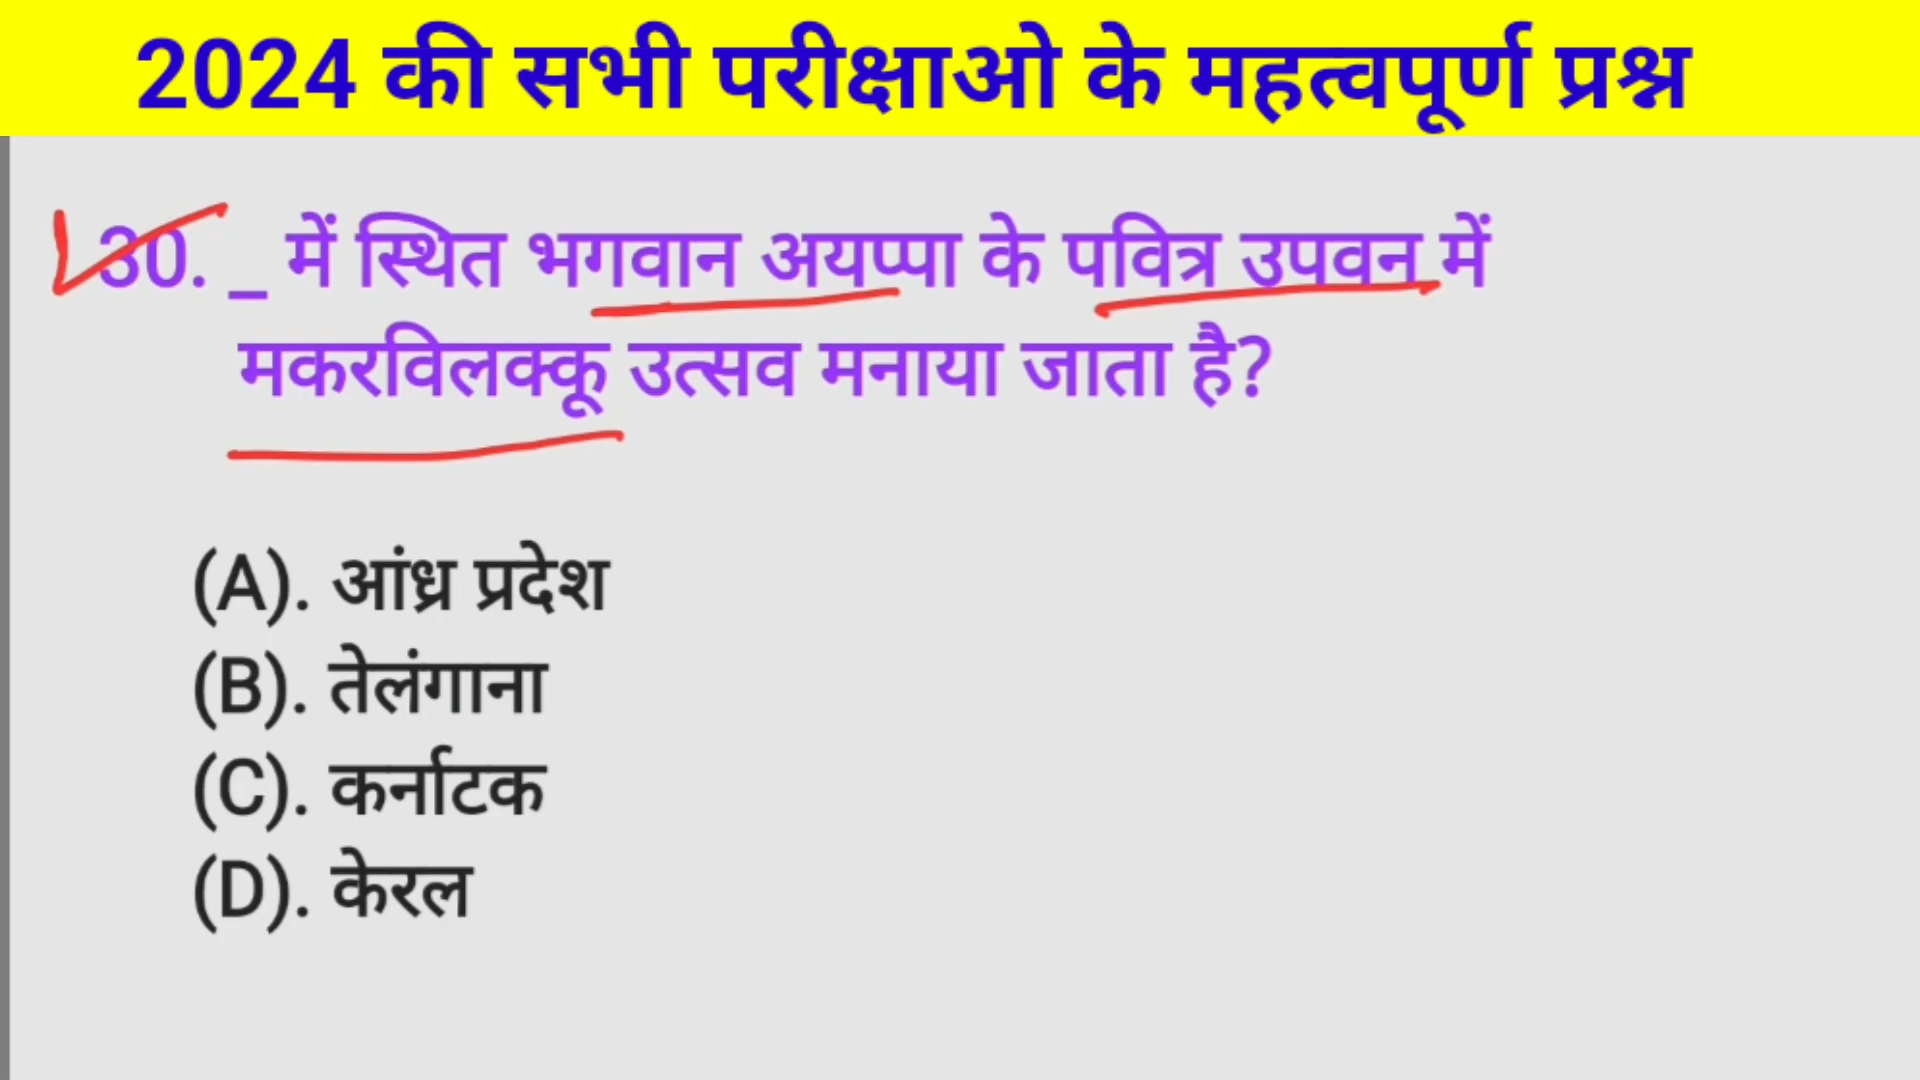 2024 की सभी परीक्षाओ के महत्वपूर्ण प्रश्न
30. _ में स्थित भगवान अयप्पा के पवित्र उपवन में
मकरविलक्कू उत्सव मनाया जाता है?
(A). आंध्र प्रदेश
(B). तेलंगाना
(C). कर्नाटक
(D). केरल